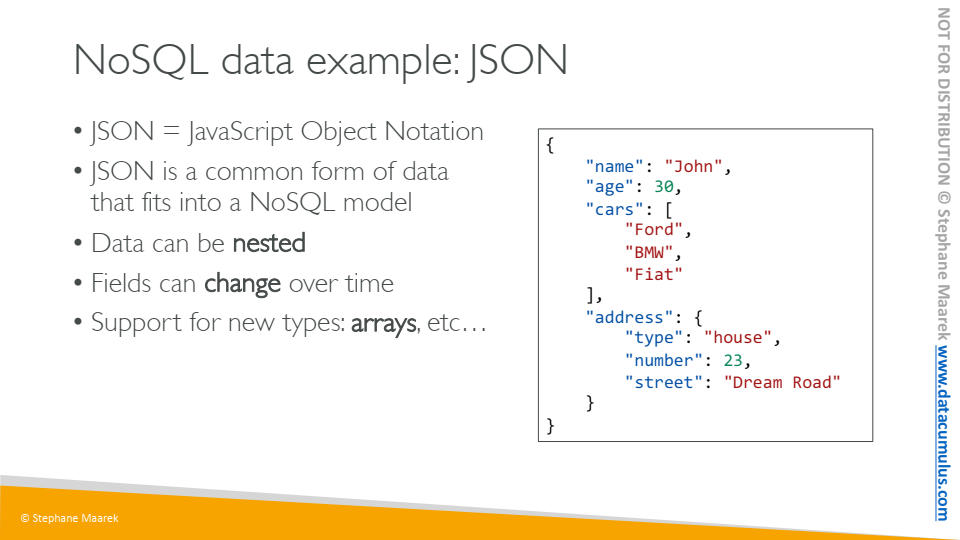 NoSQL data example: JSON
• JSON = JavaScript Object Notation
• JSON is a common form of data
that fits into a NoSQL model
• Data can be nested
• Fields can change over time
• Support for new types: arrays, etc…
{
    "name": "John",
    "age": 30,
    "cars": [
        "Ford",
        "BMW",
        "Fiat"
    ],
    "address": {
        "type": "house",
        "number": 23,
        "street": "Dream Road"
    }
}
NOT FOR DISTRIBUTION © Stephane Maarek www.datacumulus.com
© Stephane Maarek